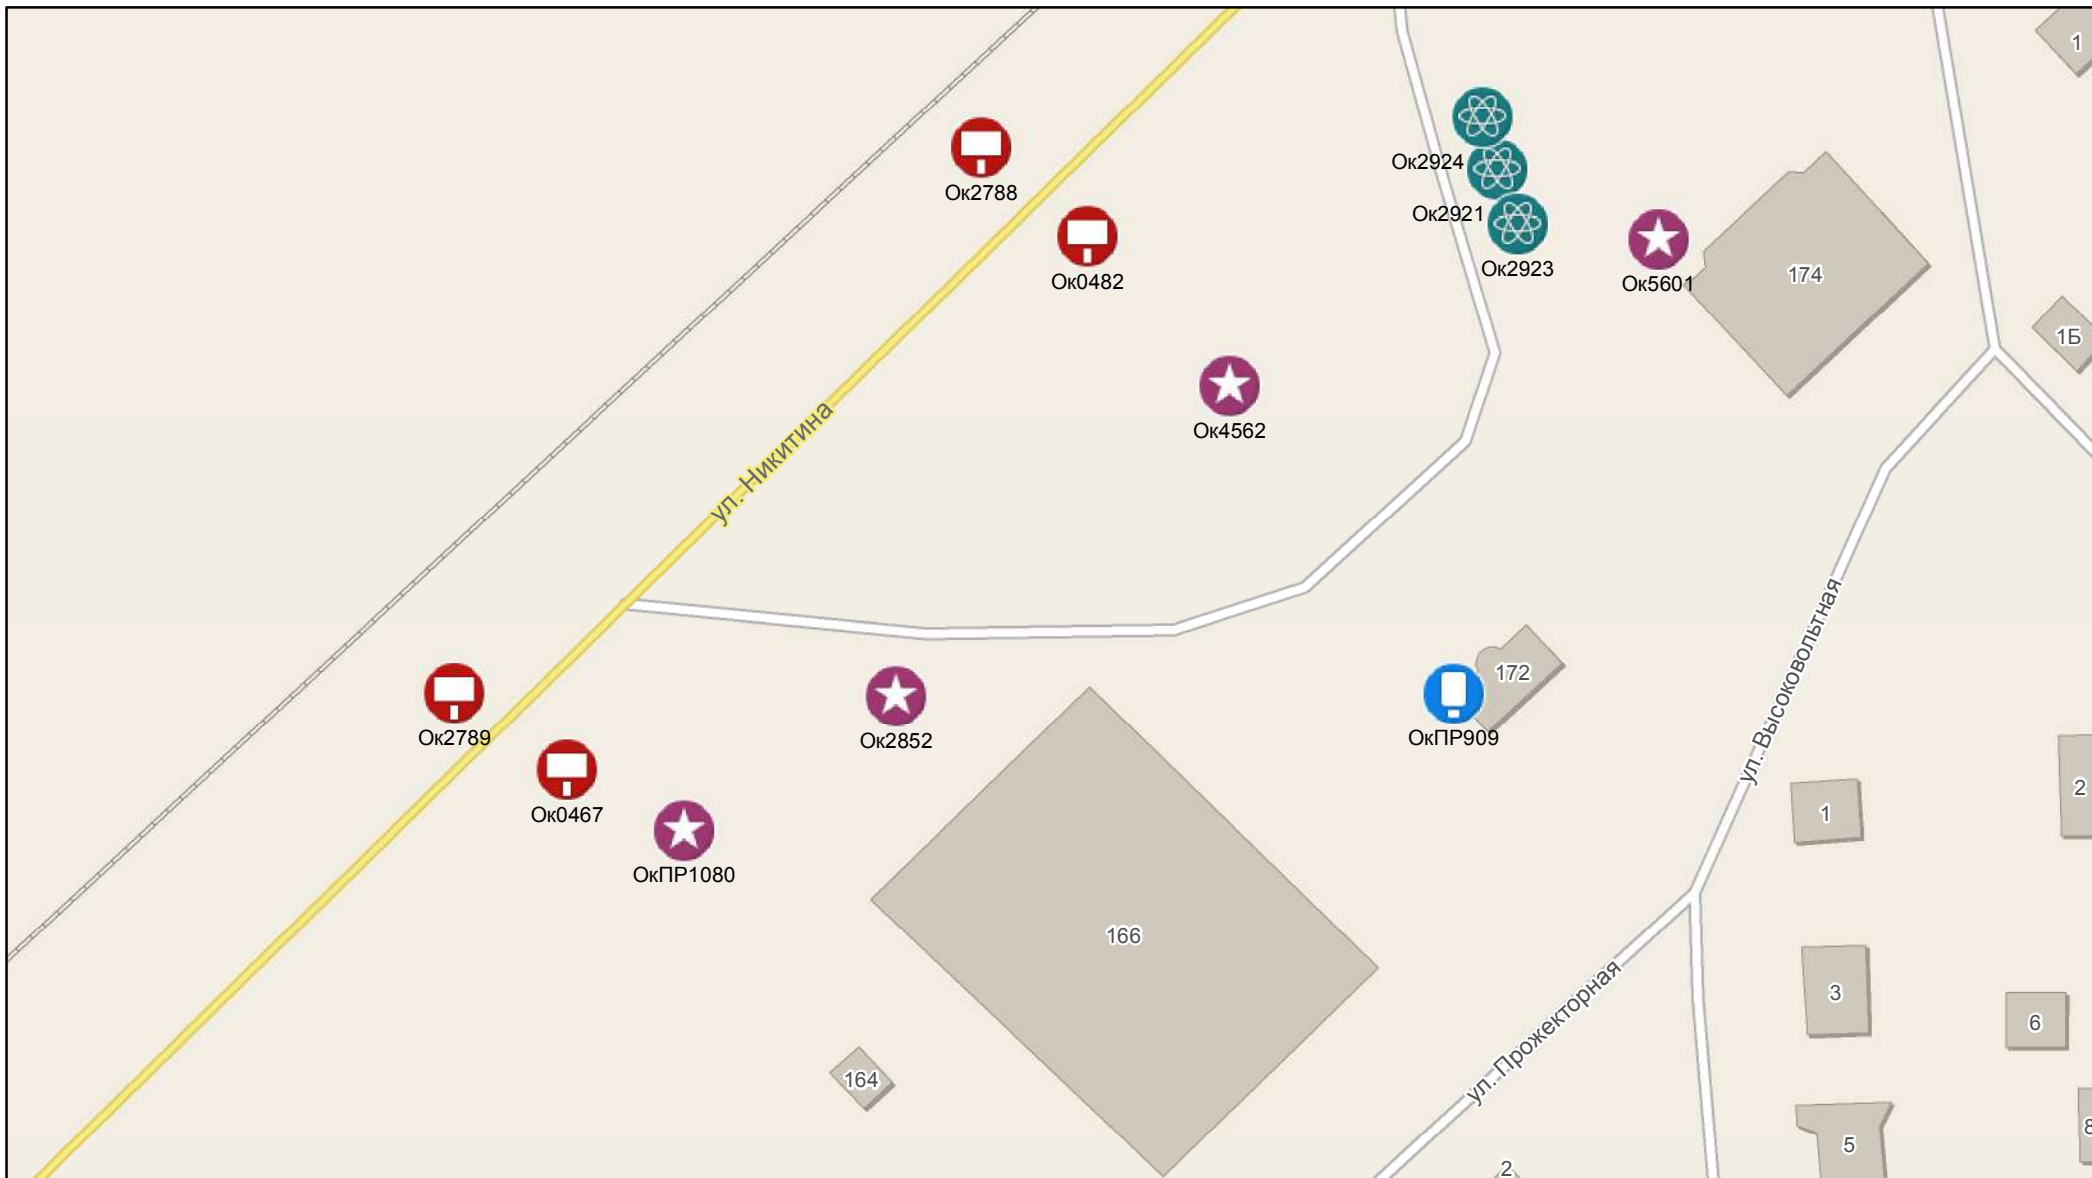 1
Ок2788
Ок2924
Ок2921
Ок0482
Ок2923
Ок5601
174
1Б
Ок4562
ул. Никитина
172
ул. Высоковольтная
Ок2789
Ок2852
ОкПР909
Ок0467
1
2
ОкПР1080
166
3
6
ул. Прожекторная
164
8
5
2